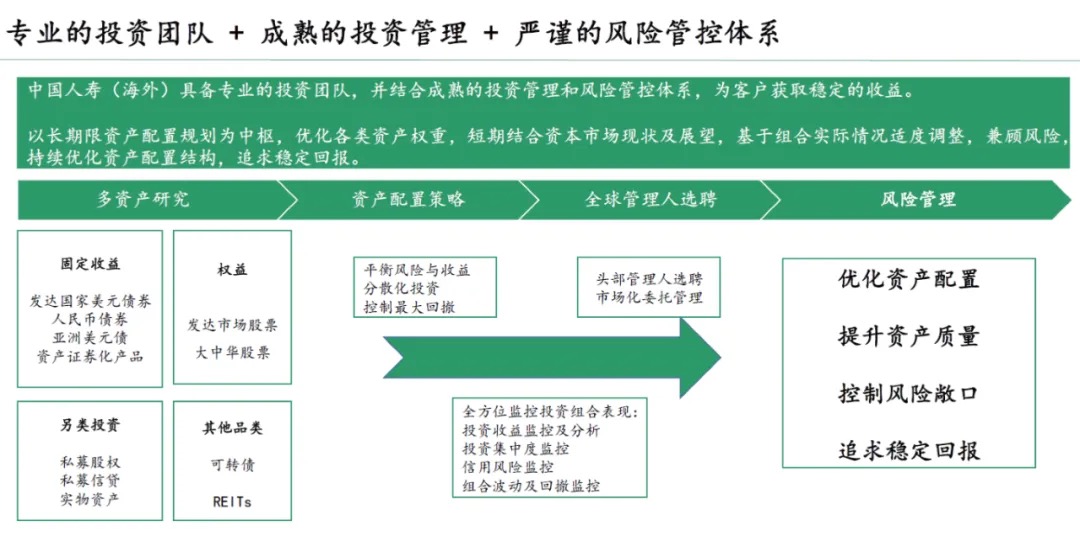 专业的投资团队 + 成熟的投资管理 + 严谨的风险管控体系
中国人寿（海外）具备专业的投资团队，并结合成熟的投资管理和风险管控体系，为客户获取稳定的收益。
以长期限资产配置规划为中枢，优化各类资产权重，短期结合资本市场现状及展望，基于组合实际情况适度调整，兼顾风险，
持续优化资产配置结构，追求稳定回报。
多资产研究
资产配置策略
全球管理人选聘
风险管理
固定收益
发达国家美元债券
人民币债券
亚洲美元债
资产证券化产品
权益
发达市场股票
大中华股票
另类投资
私募股权
私募信贷
实物资产
其他品类
可转债
REITs
平衡风险与收益
分散化投资
控制最大回撤
头部管理人选聘
市场化委托管理
全方位监控投资组合表现：
投资收益监控及分析
投资集中度监控
信用风险监控
组合波动及回撤监控
优化资产配置
提升资产质量
控制风险敞口
追求稳定回报